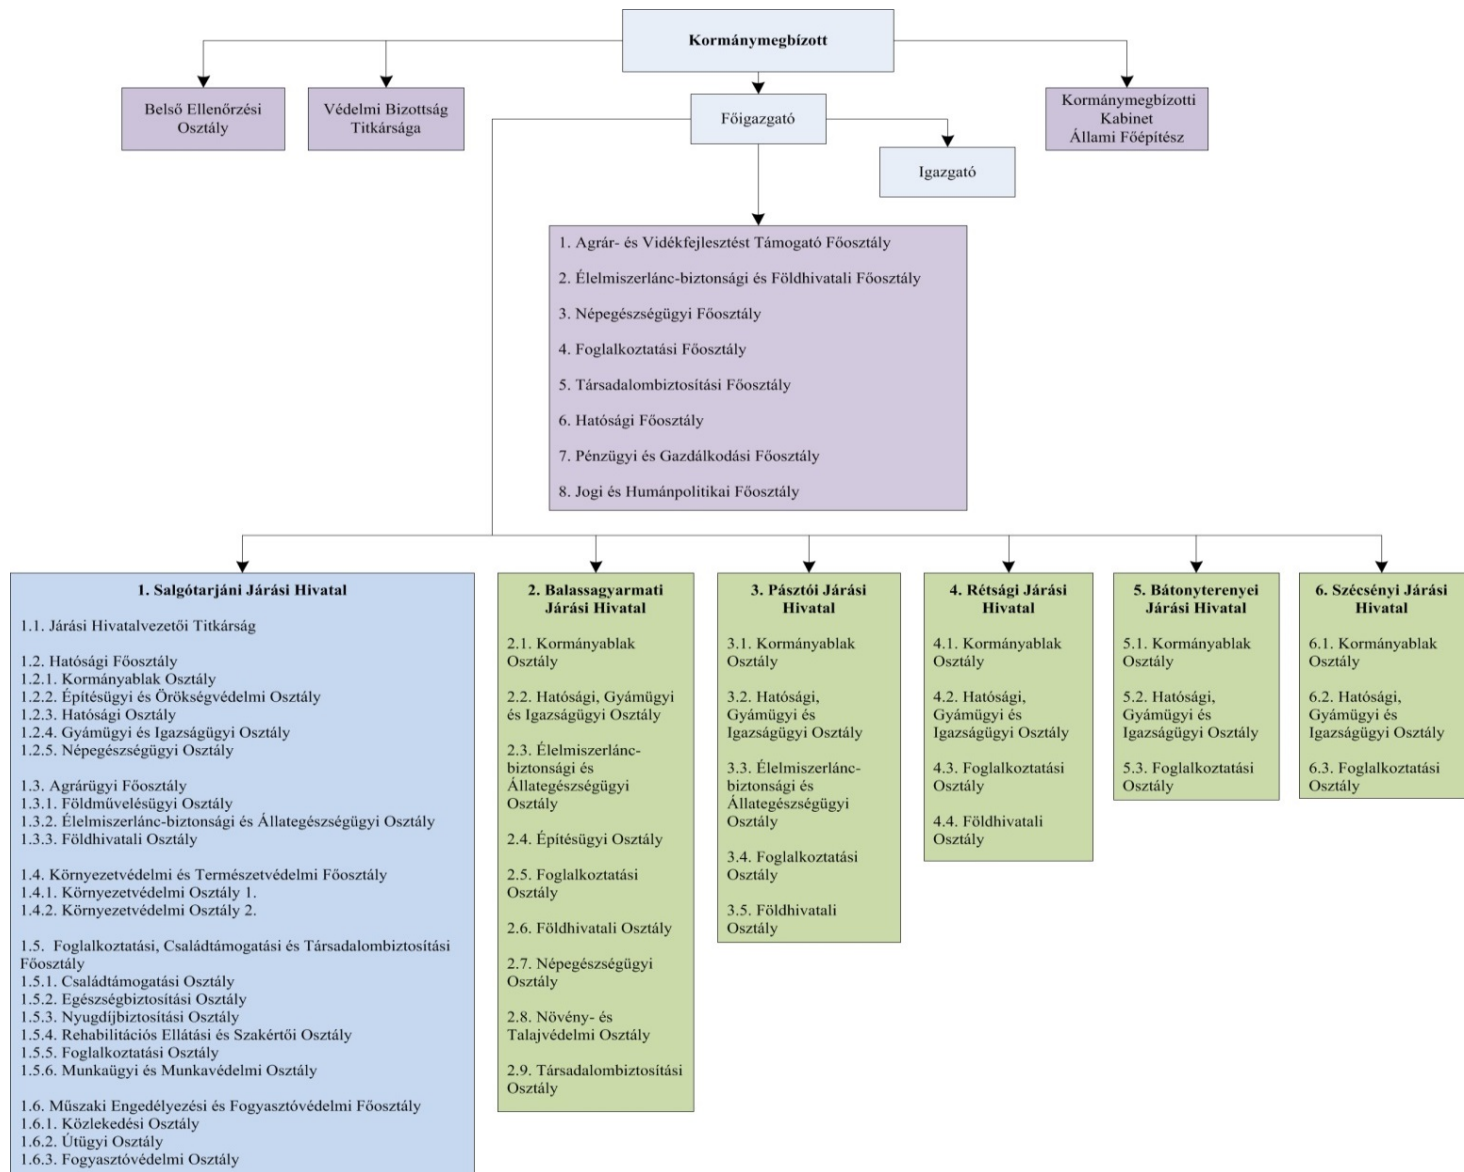 Kormánymegbízott
Belső Ellenőrzési
Osztály
Védelmi Bizottság
Titkársága
Főigazgató
Igazgató
Kormánymegbízotti
Kabinet
Állami Főépítész
1. Agrár- és Vidékfejlesztést Támogató Főosztály
2. Élelmiszerlánc-biztonsági és Földhivatali Főosztály
3. Népegészségügyi Főosztály
4. Foglalkoztatási Főosztály
5. Társadalombiztosítási Főosztály
6. Hatósági Főosztály
7. Pénzügyi és Gazdálkodási Főosztály
8. Jogi és Humánpolitikai Főosztály
1. Salgótarjáni Járási Hivatal
1.1. Járási Hivatalvezetői Titkárság
1.2. Hatósági Főosztály
1.2.1. Kormányablak Osztály
1.2.2. Építésügyi és Örökségvédelmi Osztály
1.2.3. Hatósági Osztály
1.2.4. Gyámügyi és Igazságügyi Osztály
1.2.5. Népegészségügyi Osztály
1.3. Agrárügyi Főosztály
1.3.1. Földművelésügyi Osztály
1.3.2. Élelmiszerlánc-biztonsági és Állategészségügyi Osztály
1.3.3. Földhivatali Osztály
1.4. Környezetvédelmi és Természetvédelmi Főosztály
1.4.1. Környezetvédelmi Osztály 1.
1.4.2. Környezetvédelmi Osztály 2.
1.5. Foglalkoztatási, Családtámogatási és Társadalombiztosítási
Főosztály
1.5.1. Családtámogatási Osztály
1.5.2. Egészségbiztosítási Osztály
1.5.3. Nyugdíjbiztosítási Osztály
1.5.4. Rehabilitációs Ellátási és Szakértői Osztály
1.5.5. Foglalkoztatási Osztály
1.5.6. Munkaügyi és Munkavédelmi Osztály
1.6. Műszaki Engedélyezési és Fogyasztóvédelmi Főosztály
1.6.1. Közlekedési Osztály
1.6.2. Útügyi Osztály
1.6.3. Fogyasztóvédelmi Osztály
2. Balassagyarmati
Járási Hivatal
2.1. Kormányablak
Osztály
2.2. Hatósági, Gyámügyi
és Igazságügyi Osztály
2.3. Élelmiszerlánc-
biztonsági és
Állategészségügyi
Osztály
2.4. Építésügyi Osztály
2.5. Foglalkoztatási
Osztály
2.6. Földhivatali Osztály
2.7. Népegészségügyi
Osztály
2.8. Növény- és
Talajvédelmi Osztály
2.9. Társadalombiztosítási
Osztály
3. Pásztói Járási
Hivatal
3.1. Kormányablak
Osztály
3.2. Hatósági,
Gyámügyi és
Igazságügyi Osztály
3.3. Élelmiszerlánc-
biztonsági és
Állategészségügyi
Osztály
3.4. Foglalkoztatási
Osztály
3.5. Földhivatali
Osztály
4. Rétsági Járási
Hivatal
4.1. Kormányablak
Osztály
4.2. Hatósági,
Gyámügyi és
Igazságügyi Osztály
4.3. Foglalkoztatási
Osztály
4.4. Földhivatali
Osztály
5. Bátonyterenyei
Járási Hivatal
5.1. Kormányablak
Osztály
5.2. Hatósági,
Gyámügyi és
Igazságügyi Osztály
5.3. Foglalkoztatási
Osztály
6. Szécsényi Járási
Hivatal
6.1. Kormányablak
Osztály
6.2. Hatósági,
Gyámügyi és
Igazságügyi Osztály
6.3. Foglalkoztatási
Osztály